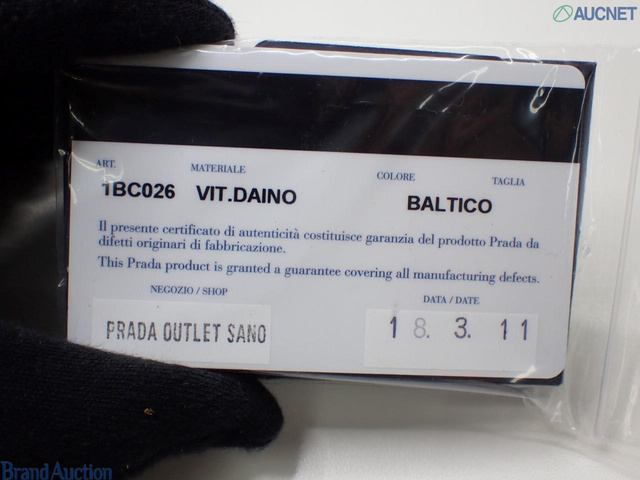 AUCNET
ART. MATERIALE COLORE TAGLIA
1BC026 VIT.DAINO BALTICO
Il presente certificato di autenticità costituisce garanzia del prodotto Prada da
difetti originari di fabbricazione.
This Prada product is granted a guarantee covering all manufacturing defects.
NEGOZIO / SHOP DATA / DATE
PRADA OUTLET SANO 18. 3. 11
Brand Auction